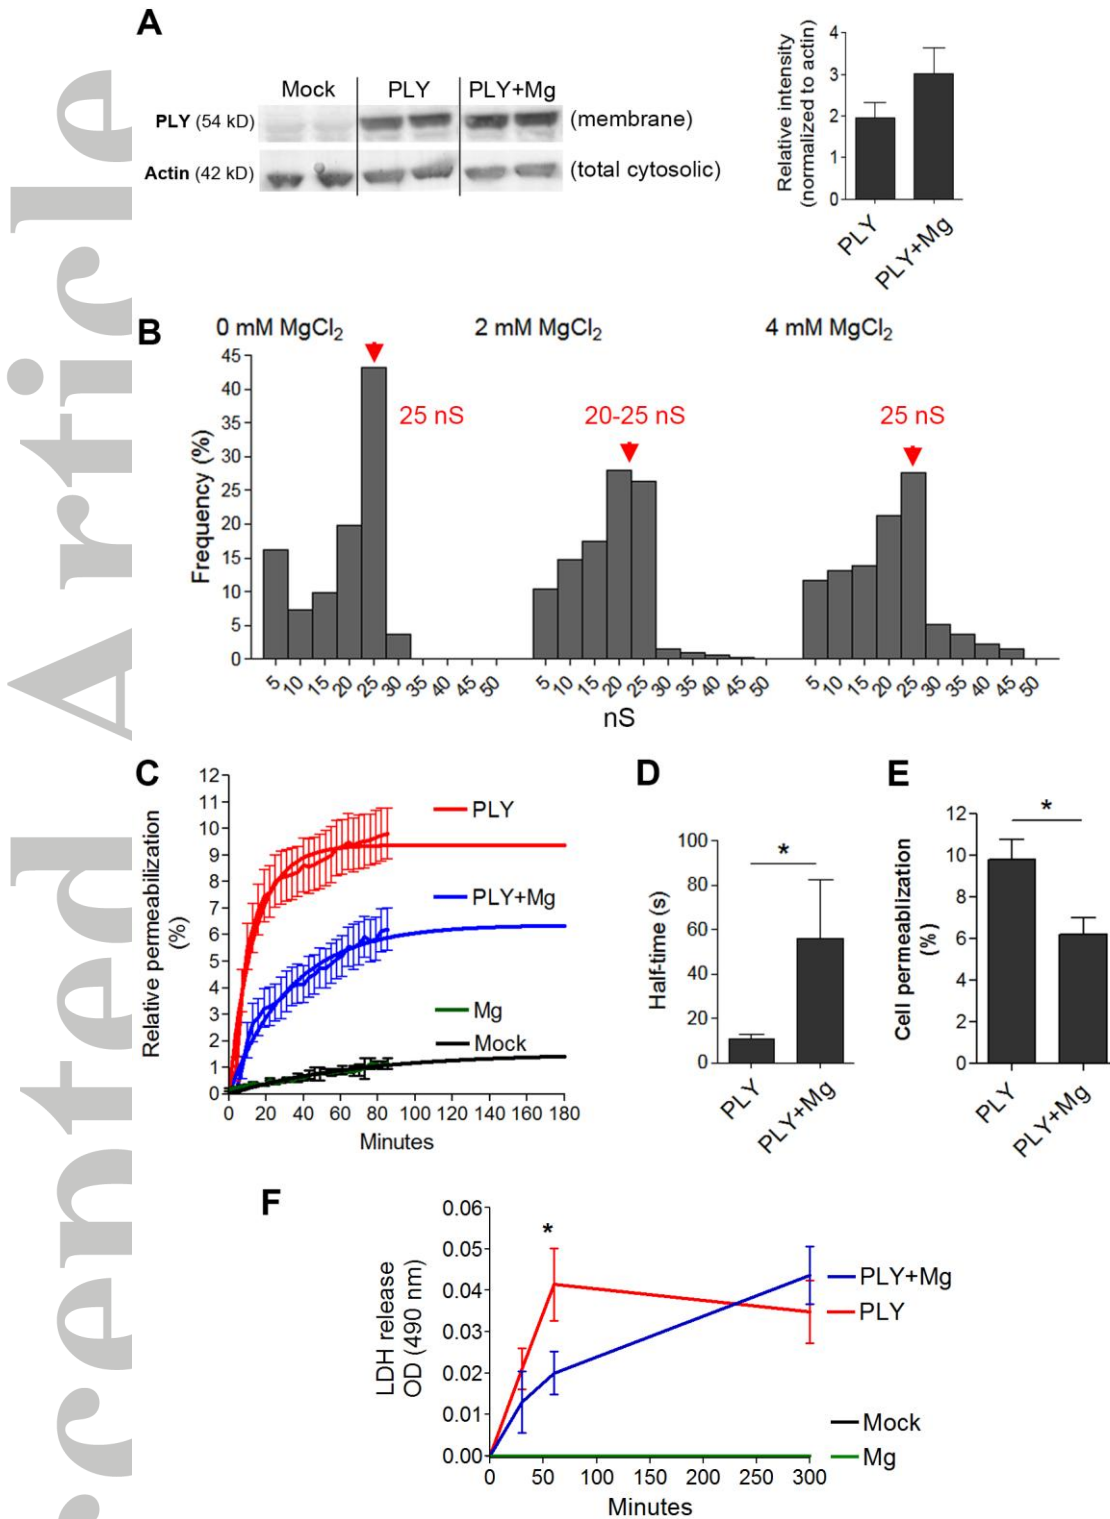 Accepted Article
A
Mock PLY PLY+Mg
PLY (54 kD) (membrane)
Actin (42 kD) (total cytosolic)
Relative intensity
(normalized to actin)
4
3
2
1
0
PLY
PLY+Mg
B
0 mM MgCl₂ 2 mM MgCl₂ 4 mM MgCl₂
Frequency (%)
45
40
35
30
25
20
15
10
5
0
25 nS 20-25 nS 25 nS
5 10 15 20 25 30 35 40 45 50 5 10 15 20 25 30 35 40 45 50 5 10 15 20 25 30 35 40 45 50
nS
C
Relative permeabilization
(%)
12
11
10
9
8
7
6
5
4
3
2
1
0
PLY
PLY+Mg
Mg
Mock
0 20 40 60 80 100 120 140 160 180
Minutes
D
Half-time (s)
100
80
60
40
20
0
*
PLY
PLY+Mg
E
Cell permeablization
(%)
12
10
8
6
4
2
0
*
PLY
PLY+Mg
F
LDH release
OD (490 nm)
0.06
0.05
0.04
0.03
0.02
0.01
0.00
*
PLY+Mg
PLY
Mock
Mg
0 50 100 150 200 250 300
Minutes